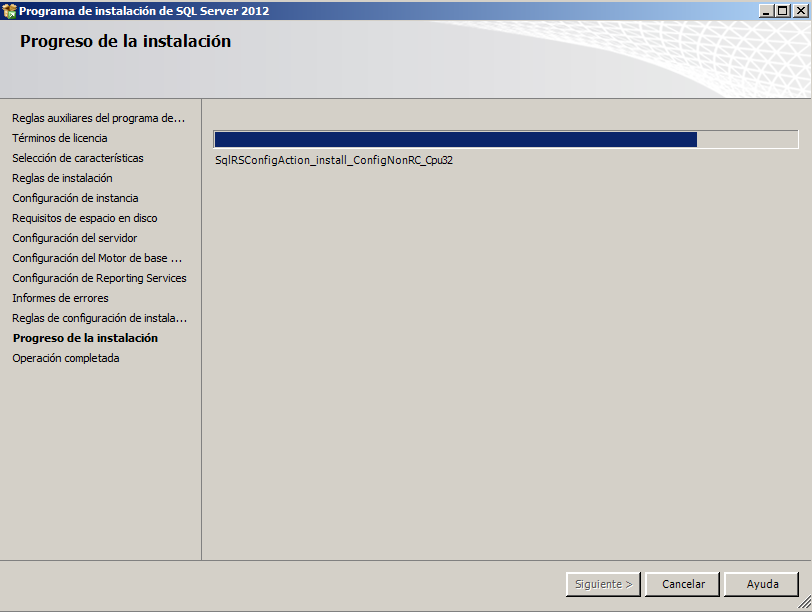 Programa de instalación de SQL Server 2012
Progreso de la instalación
Reglas auxiliares del programa de...
Términos de licencia
Selección de características
Reglas de instalación
Configuración de instancia
Requisitos de espacio en disco
Configuración del servidor
Configuración del Motor de base ...
Configuración de Reporting Services
Informes de errores
Reglas de configuración de instala...
Progreso de la instalación
Operación completada
SqlRSConfigAction_install_ConfigNonRC_Cpu32
Siguiente >
Cancelar
Ayuda